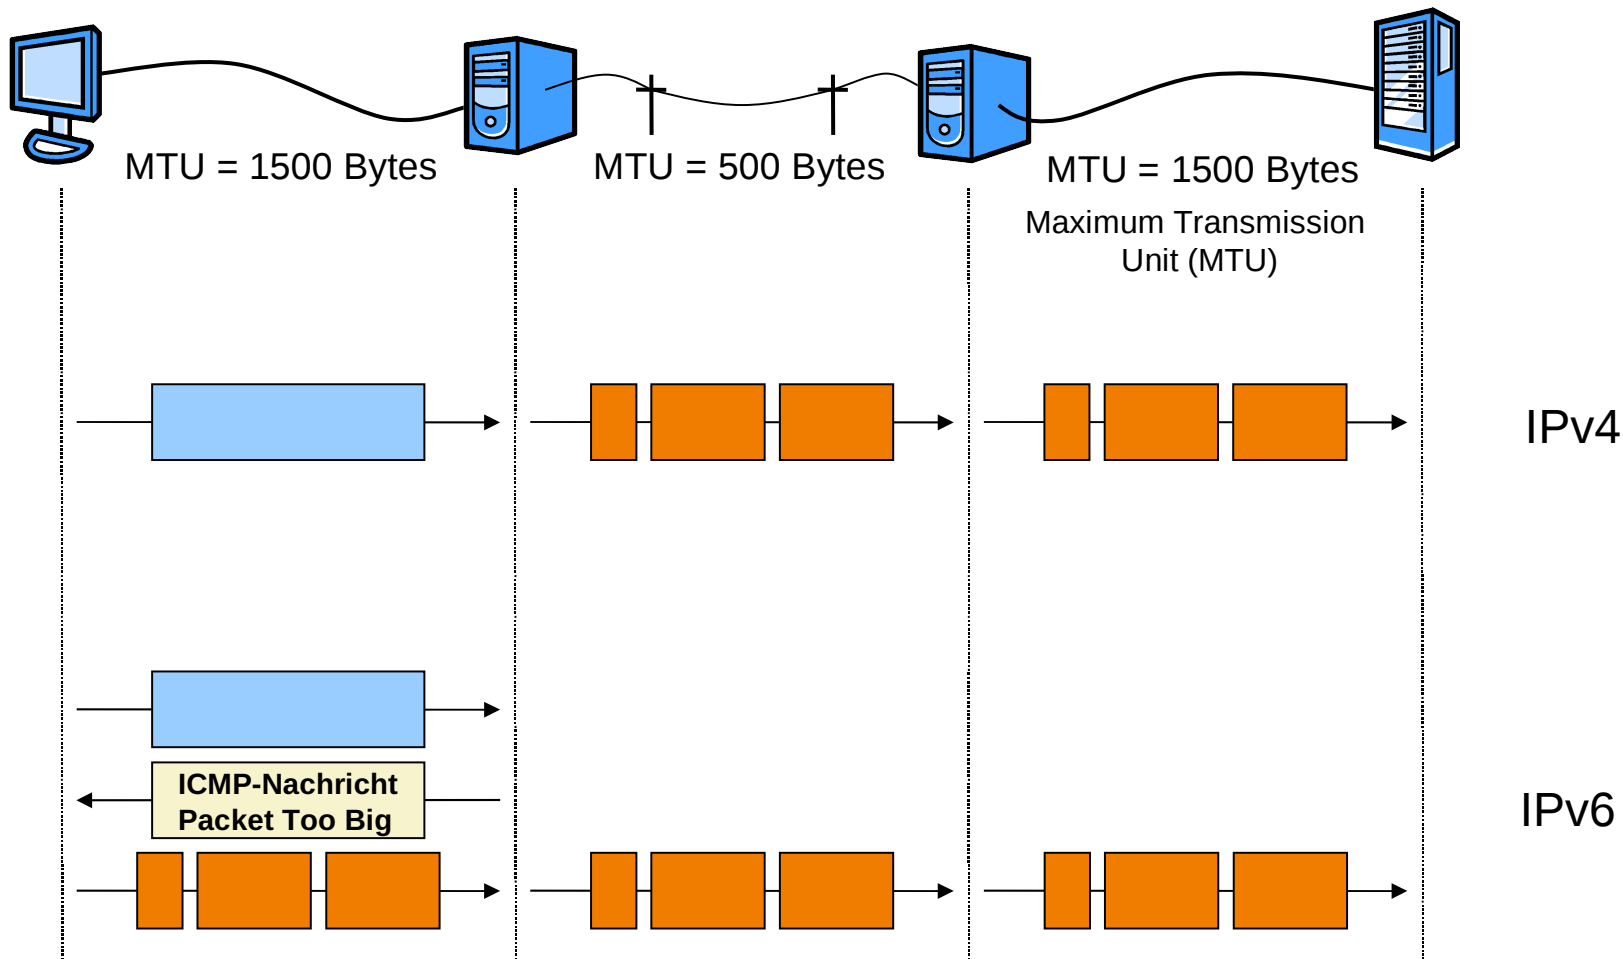 MTU = 1500 Bytes
MTU = 500 Bytes
MTU = 1500 Bytes
Maximum Transmission
Unit (MTU)
IPv4
ICMP-Nachricht
Packet Too Big
IPv6